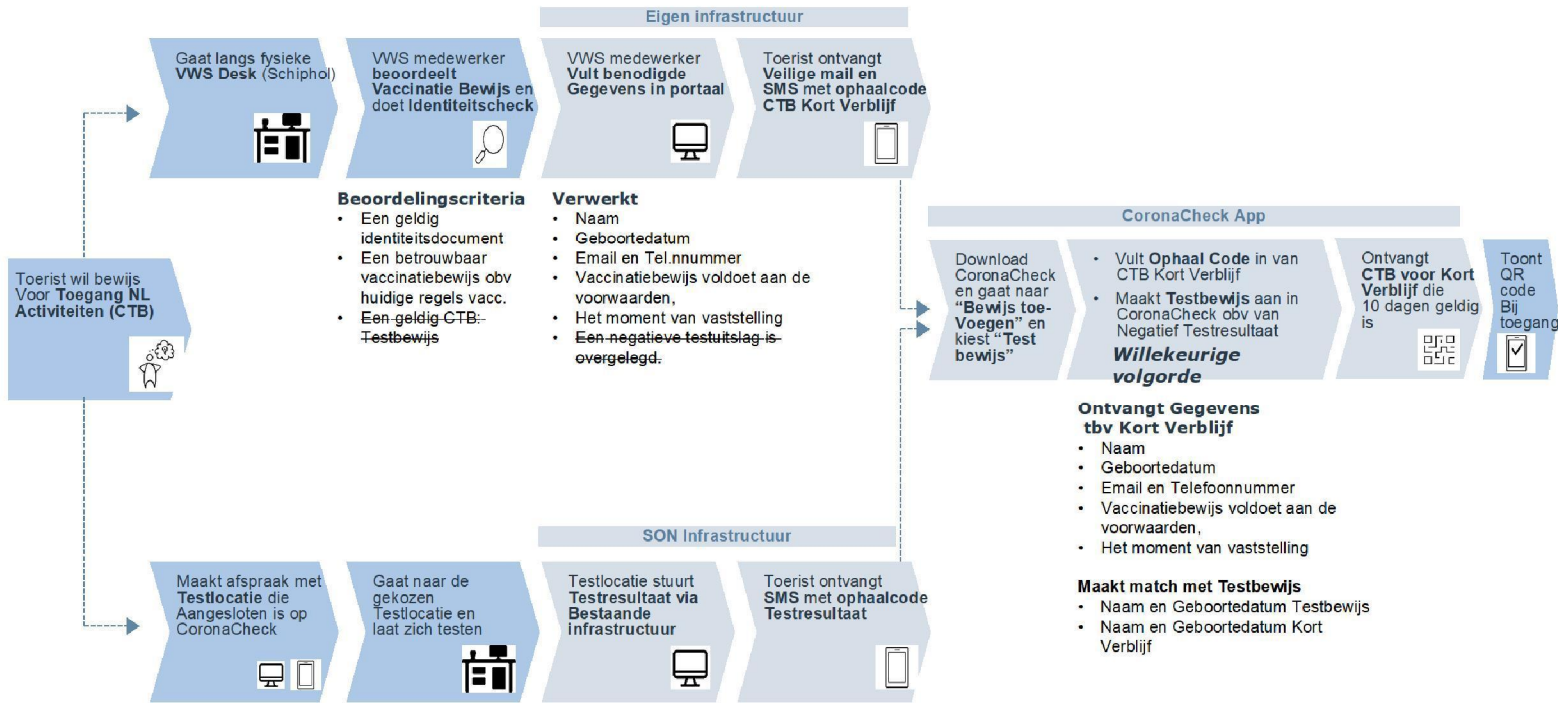 Eigen infrastructuur
Gaat langs fysieke
VWS Desk (Schiphol)
VWS medewerker
beoordeelt
Vaccinatie Bewijs en
doet Identiteitscheck
VWS medewerker
Vult benodigde
Gegevens in portaal
Toerist ontvangt
Veilige mail en
SMS met ophaalcode
CTB Kort Verblijf
Beoordelingscriteria
• Een geldig
identiteitsdocument
• Een betrouwbaar
vaccinatiebewijs obv
huidige regels vacc.
• Een geldig CTB:
Testbewijs
Verwerkt
• Naam
• Geboortedatum
• Email en Tel.nnummer
• Vaccinatiebewijs voldoet aan de
voorwaarden,
• Het moment van vaststelling
• Een negatieve testuitslag is
overgelegd.
Toerist wil bewijs
Voor Toegang NL
Activiteiten (CTB)
CoronaCheck App
Download
CoronaCheck
en gaat naar
“Bewijs toe-
Voegen” en
kiest “Test
bewijs”
• Vult Ophaal Code in van
CTB Kort Verblijf
• Maakt Testbewijs aan in
CoronaCheck obv van
Negatief Testresultaat
Willekeurige
volgorde
Ontvangt
CTB voor Kort
Verblijf die
10 dagen geldig
is
Toont
QR
code
Bij
toegang
Ontvangt Gegevens
tbv Kort Verblijf
• Naam
• Geboortedatum
• Email en Telefoonnummer
• Vaccinatiebewijs voldoet aan de
voorwaarden,
• Het moment van vaststelling
Maakt match met Testbewijs
• Naam en Geboortedatum Testbewijs
• Naam en Geboortedatum Kort
Verblijf
SON Infrastructuur
Maakt afspraak met
Testlocatie die
Aangesloten is op
CoronaCheck
Gaat naar de
gekozen
Testlocatie en
laat zich testen
Testlocatie stuurt
Testresultaat via
Bestaande
infrastructuur
Toerist ontvangt
SMS met ophaalcode
Testresultaat